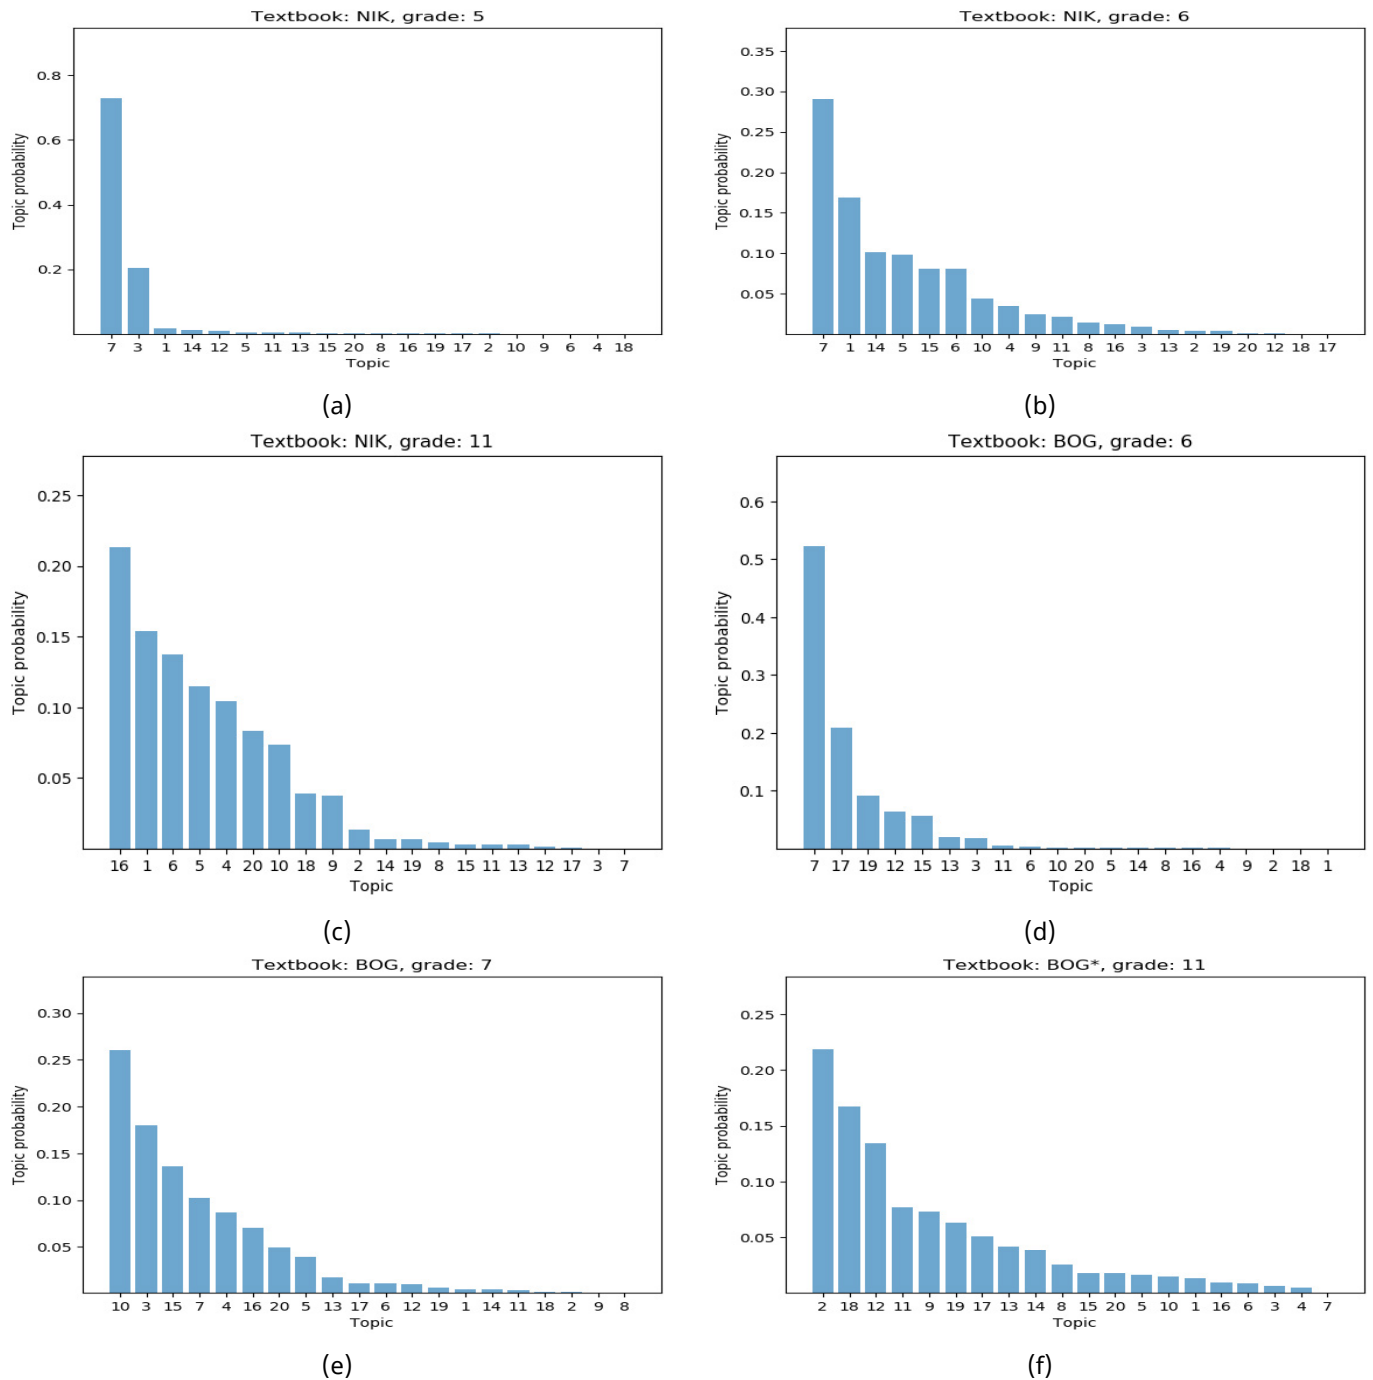 Textbook: NIK, grade: 5
Topic probability
0.8
0.6
0.4
0.2
7 3 1 14 12 5 11 13 15 20 8 16 19 17 2 10 9 6 4 18
Topic
(a)
Textbook: NIK, grade: 6
Topic probability
0.35
0.30
0.25
0.20
0.15
0.10
0.05
7 1 14 5 15 6 10 4 9 11 8 16 3 13 2 19 20 12 18 17
Topic
(b)
Textbook: NIK, grade: 11
Topic probability
0.25
0.20
0.15
0.10
0.05
16 1 6 5 4 20 10 18 9 2 14 19 8 15 11 13 12 17 3 7
Topic
(c)
Textbook: BOG, grade: 6
Topic probability
0.6
0.5
0.4
0.3
0.2
0.1
7 17 19 12 15 13 3 11 6 10 20 5 14 8 16 4 9 2 18 1
Topic
(d)
Textbook: BOG, grade: 7
Topic probability
0.30
0.25
0.20
0.15
0.10
0.05
10 3 15 7 4 16 20 5 13 17 6 12 19 1 14 11 18 2 9 8
Topic
(e)
Textbook: BOG*, grade: 11
Topic probability
0.25
0.20
0.15
0.10
0.05
2 18 12 11 9 19 17 13 14 8 15 20 5 10 1 16 6 3 4 7
Topic
(f)